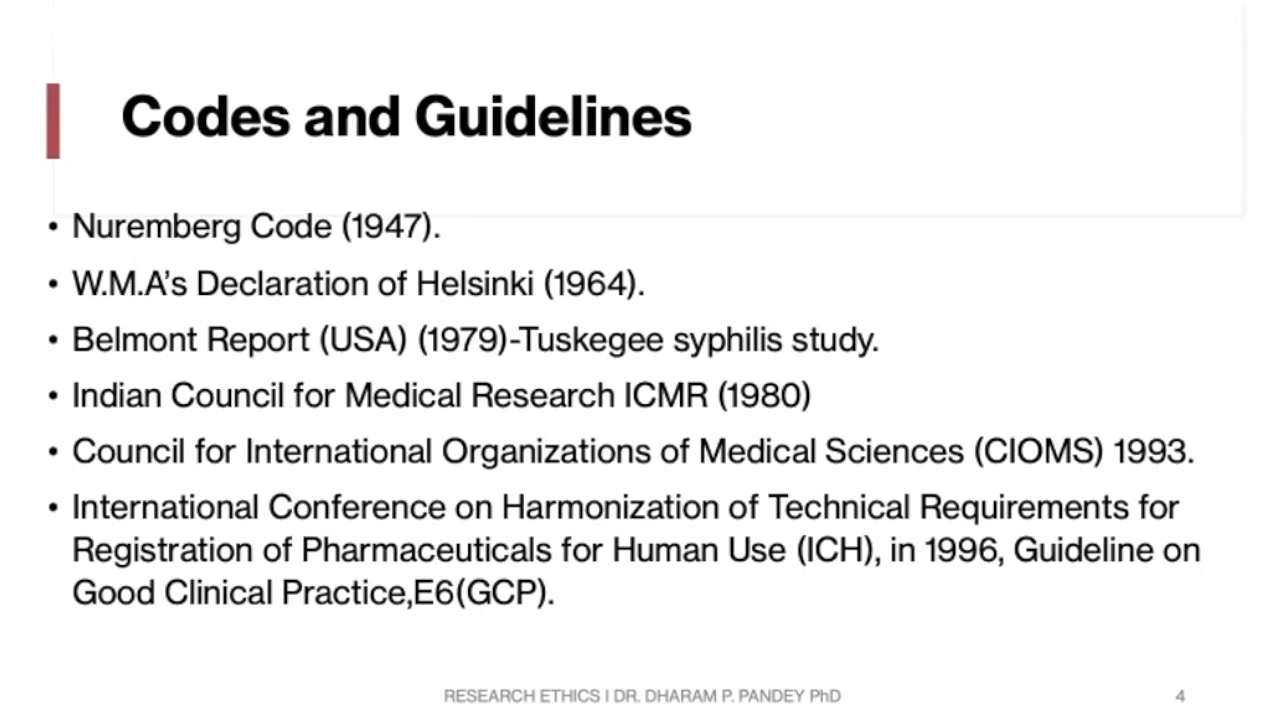 Codes and Guidelines
• Nuremberg Code (1947).
• W.M.A’s Declaration of Helsinki (1964).
• Belmont Report (USA) (1979)-Tuskegee syphilis study.
• Indian Council for Medical Research ICMR (1980)
• Council for International Organizations of Medical Sciences (CIOMS) 1993.
• International Conference on Harmonization of Technical Requirements for
Registration of Pharmaceuticals for Human Use (ICH), in 1996, Guideline on
Good Clinical Practice,E6(GCP).
RESEARCH ETHICS I DR. DHARAM P. PANDEY PhD
4